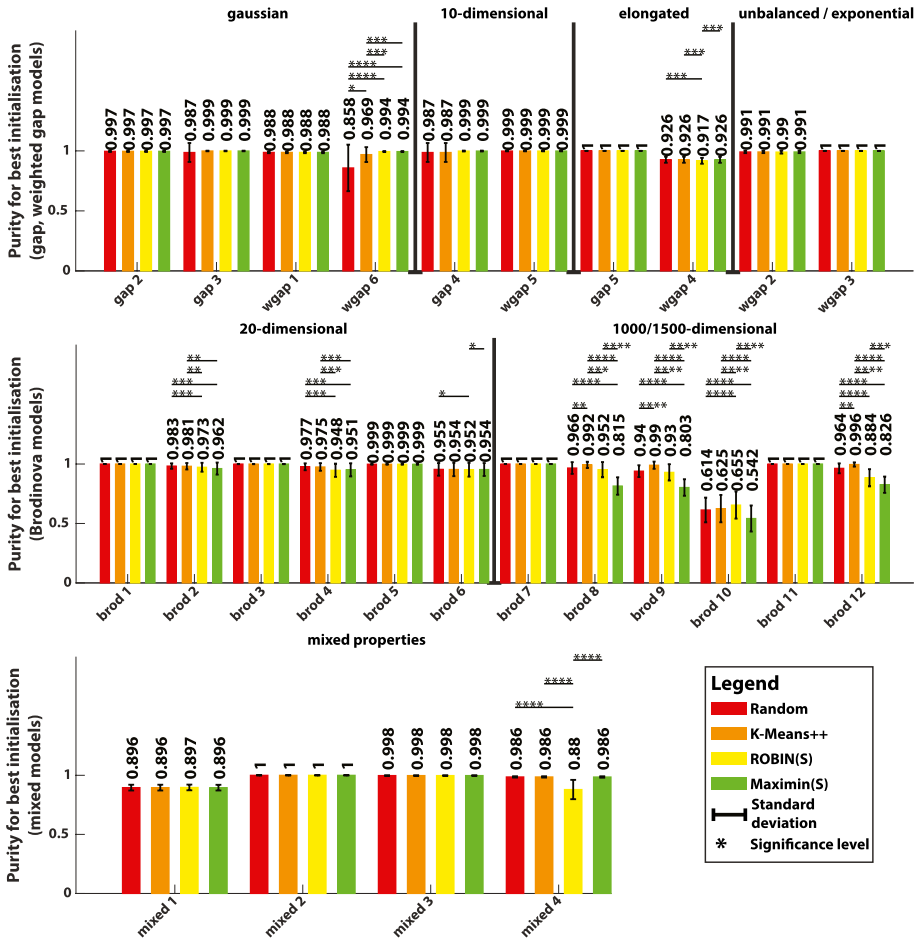 gaussian 10-dimensional elongated unbalanced / exponential
Purity for best initialisation
(gap, weighted gap models)
*** *** *** ****
*** *** ***
**** ****
*
0.997 0.997 0.997 0.997 0.987 0.999 0.999 0.999 0.988 0.988 0.988 0.988 0.858 0.969 0.994 0.994 0.987 0.987 0.999 0.999 0.999 0.999 0.999 0.999 1 1 1 1 0.926 0.926 0.917 0.926 0.991 0.991 0.99 0.991 1 1 1 1
1
0.5
0
gap 2 gap 3 wgap 1 wgap 6 gap 4 wgap 5 gap 5 wgap 4 wgap 2 wgap 3
20-dimensional 1000/1500-dimensional
Purity for best initialisation
(Brodinova models)
1 1 1 1 0.983 0.981 0.973 0.962 1 1 1 1 0.977 0.975 0.948 0.951 0.999 0.999 0.999 0.999 0.955 0.954 0.952 0.954 1 1 1 1 0.966 0.992 0.952 0.815 0.94 0.99 0.93 0.803 0.614 0.625 0.655 0.542 1 1 1 1 0.964 0.996 0.884 0.826
1
0.5
0
brod 1 brod 2 brod 3 brod 4 brod 5 brod 6 brod 7 brod 8 brod 9 brod 10 brod 11 brod 12
mixed properties
Purity for best initialisation
(mixed models)
****
****
****
0.896 0.896 0.897 0.896 1 1 1 1 0.998 0.998 0.998 0.998 0.986 0.986 0.88 0.986
1
0.5
0
mixed 1 mixed 2 mixed 3 mixed 4
Legend
Random
K-Means++
ROBIN(S)
Maximin(S)
Standard
deviation
* Significance level